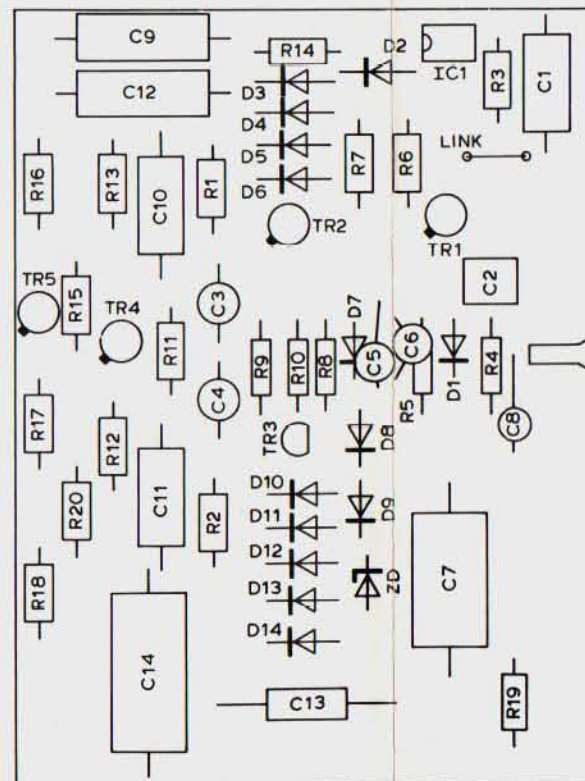 C9
R14
D2
IC1
R3
C1
C12
D3
D4
D5
D6
R7
R6
LINK
R16
R13
C10
R1
TR2
TR1
TR5
R15
TR4
C3
D7
C2
R11
R9
R10
R8
C5
C6
D1
R4
C4
R5
C8
R17
R12
TR3
D8
R20
C11
R2
D10
D11
D9
D12
D13
ZD
C7
R18
D14
C14
C13
R19